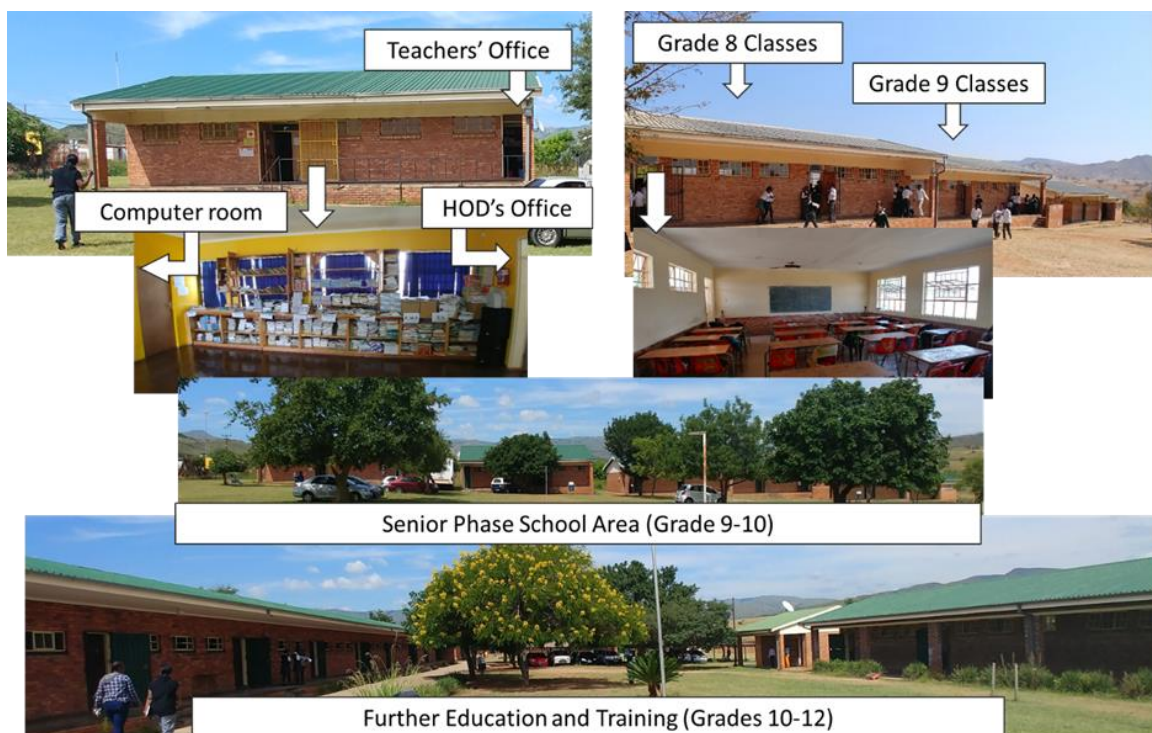 Teachers' Office
Grade 8 Classes
Grade 9 Classes
Computer room
HOD's Office
Senior Phase School Area (Grade 9-10)
Further Education and Training (Grades 10-12)